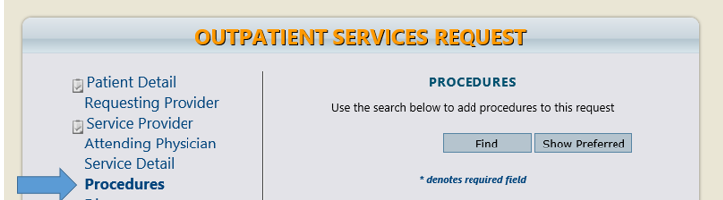 OUTPATIENT SERVICES REQUEST
Patient Detail
Requesting Provider
Service Provider
Attending Physician
Service Detail
Procedures
PROCEDURES
Use the search below to add procedures to this request
Find
Show Preferred
* denotes required field